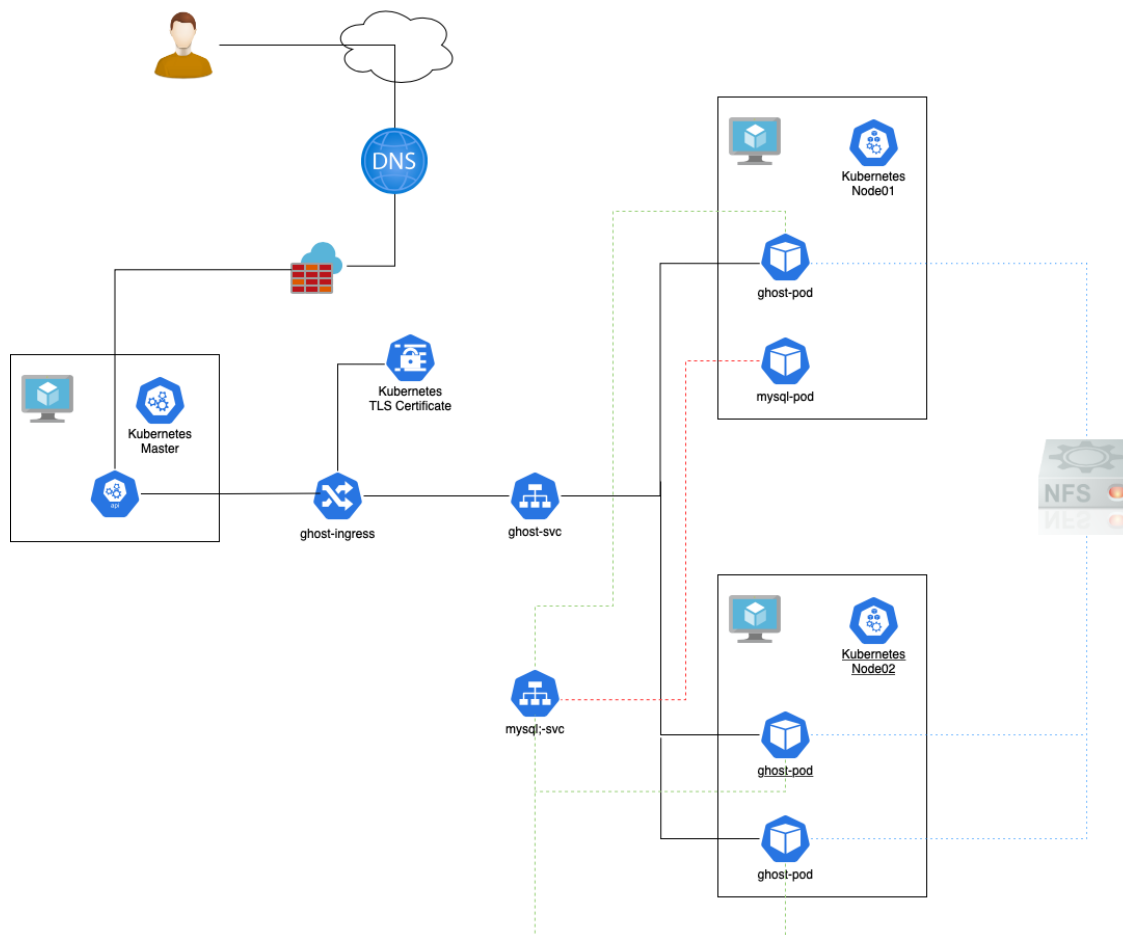 DNS
Kubernetes
Node01
ghost-pod
Kubernetes
TLS Certificate
mysql-pod
Kubernetes
Master
api
ghost-ingress
ghost-svc
NFS
NFS
Kubernetes
Node02
mysql;-svc
ghost-pod
ghost-pod